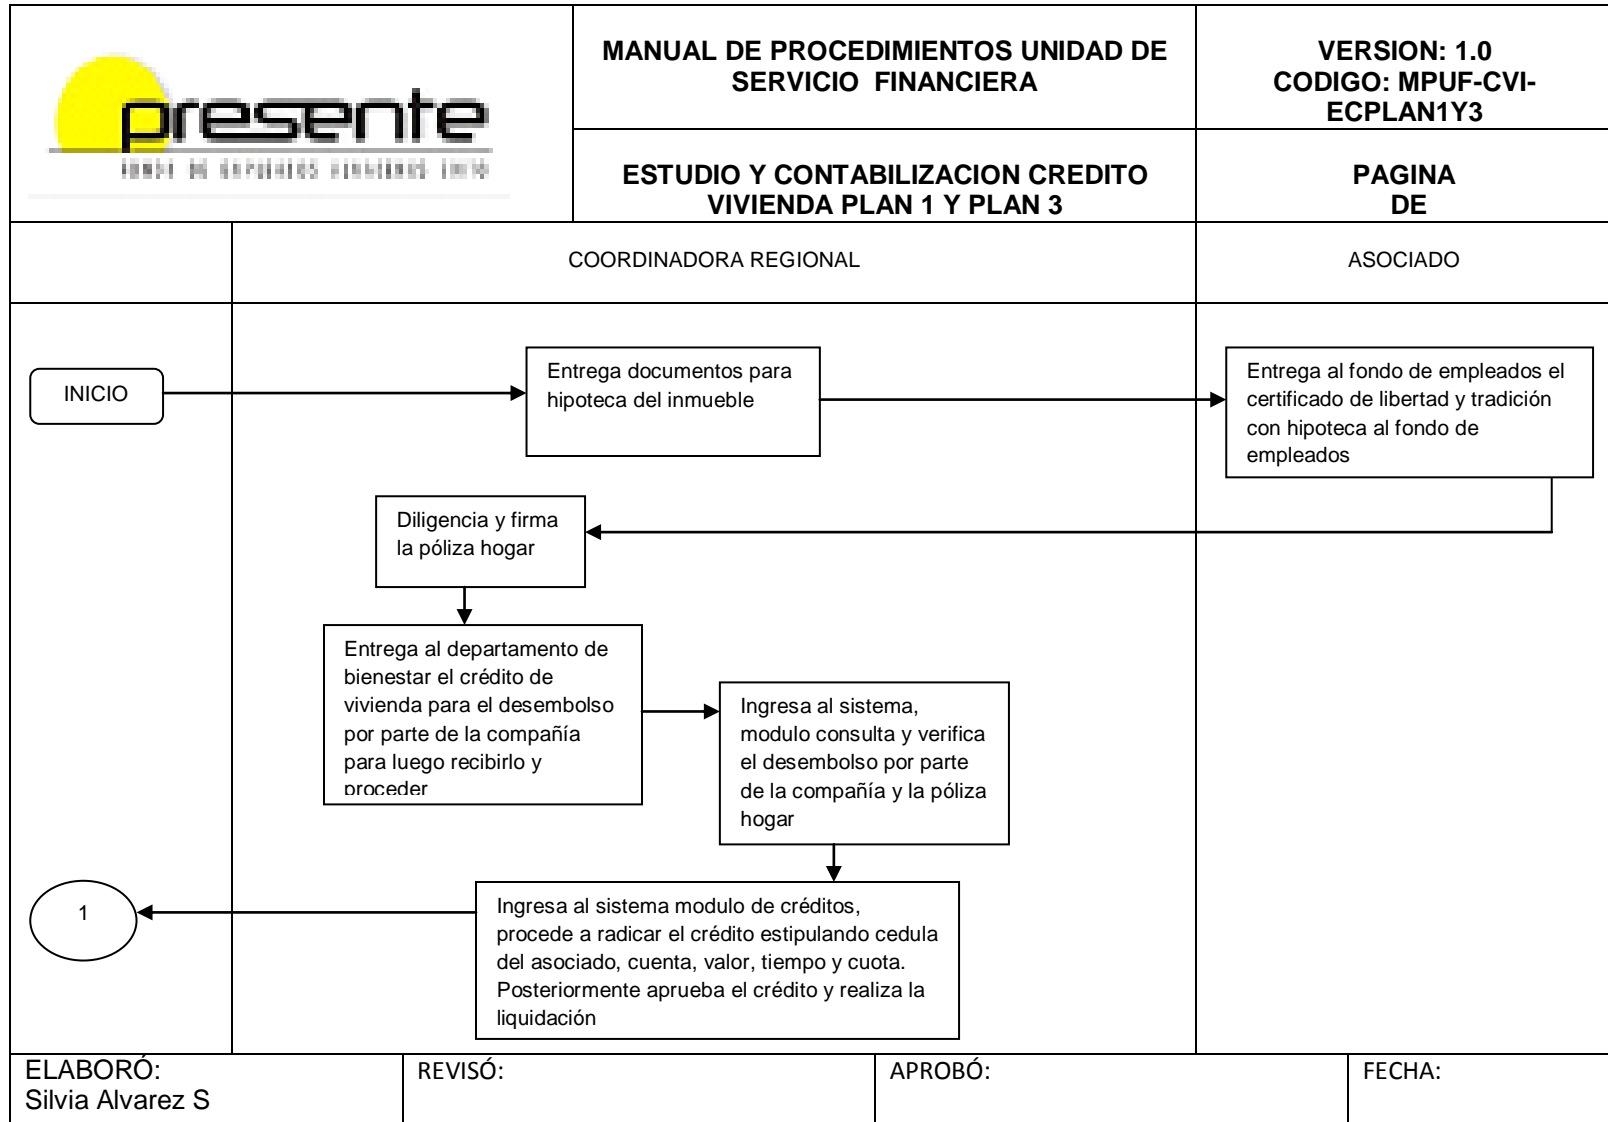 presente
MANUAL DE PROCEDIMIENTOS UNIDAD DE
SERVICIO FINANCIERA
VERSION: 1.0
CODIGO: MPUF-CVI-
ECPLAN1Y3
ESTUDIO Y CONTABILIZACION CREDITO
VIVIENDA PLAN 1 Y PLAN 3
PAGINA
DE
COORDINADORA REGIONAL
ASOCIADO
INICIO
Entrega documentos para
hipoteca del inmueble
Entrega al fondo de empleados el
certificado de libertad y tradición
con hipoteca al fondo de
empleados
Diligencia y firma
la póliza hogar
Entrega al departamento de
bienestar el crédito de
vivienda para el desembolso
por parte de la compañía
para luego recibirlo y
proceder
Ingresa al sistema,
modulo consulta y verifica
el desembolso por parte
de la compañía y la póliza
hogar
1
Ingresa al sistema modulo de créditos,
procede a radicar el crédito estipulando cedula
del asociado, cuenta, valor, tiempo y cuota.
Posteriormente aprueba el crédito y realiza la
liquidación
ELABORÓ:
Silvia Alvarez S
REVISÓ:
APROBÓ:
FECHA: